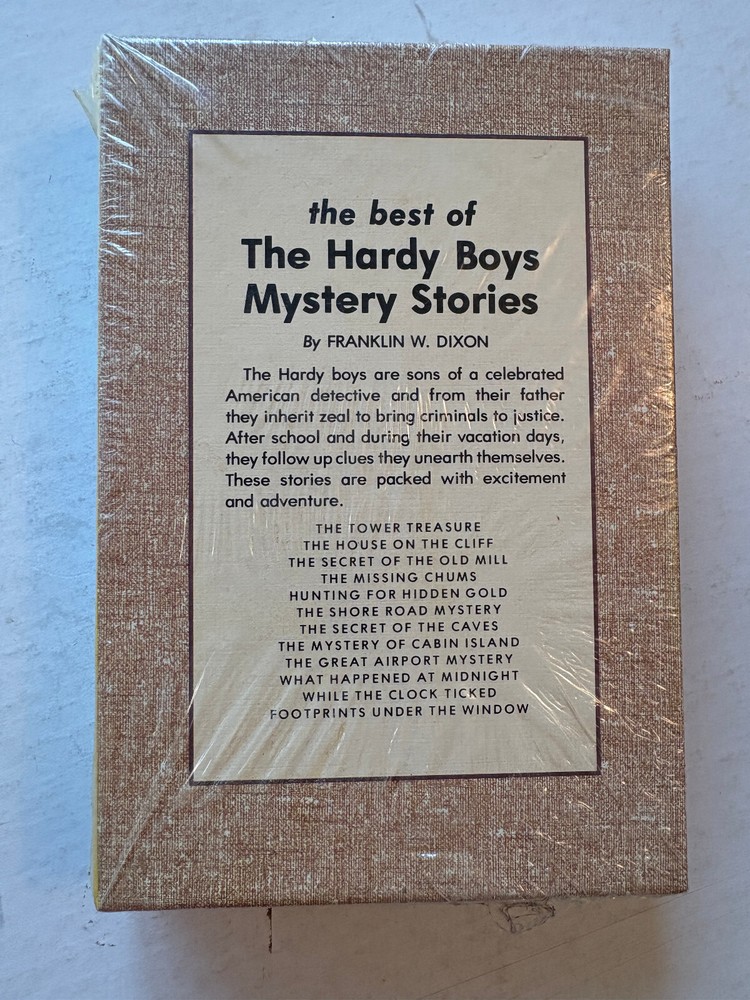 the best of
The Hardy Boys
Mystery Stories
By FRANKLIN W. DIXON
The Hardy boys are sons of a celebrated
American detective and from their father
they inherit zeal to bring criminals to justice.
After school and during their vacation days,
they follow up clues they unearth themselves.
These stories are packed with excitement
and adventure.
THE TOWER TREASURE
THE HOUSE ON THE CLIFF
THE SECRET OF THE OLD MILL
THE MISSING CHUMS
HUNTING FOR HIDDEN GOLD
THE SHORE ROAD MYSTERY
THE SECRET OF THE CAVES
THE MYSTERY OF CABIN ISLAND
THE GREAT AIRPORT MYSTERY
WHAT HAPPENED AT MIDNIGHT
WHILE THE CLOCK TICKED
FOOTPRINTS UNDER THE WINDOW